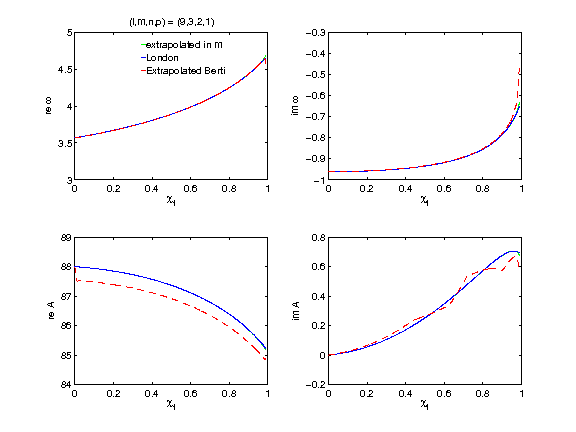 (l,m,n,p) = (9,3,2,1)
5
4.5
4
3.5
3
re ω
extrapolated in M
London
Extrapolated Berti
0 0.2 0.4 0.6 0.8 1
χf
−0.3
−0.4
−0.5
−0.6
−0.7
−0.8
−0.9
−1
im ω
0 0.2 0.4 0.6 0.8 1
χf
89
88
87
86
85
84
re A
0 0.2 0.4 0.6 0.8 1
χf
0.8
0.6
0.4
0.2
0
−0.2
im A
0 0.2 0.4 0.6 0.8 1
χf